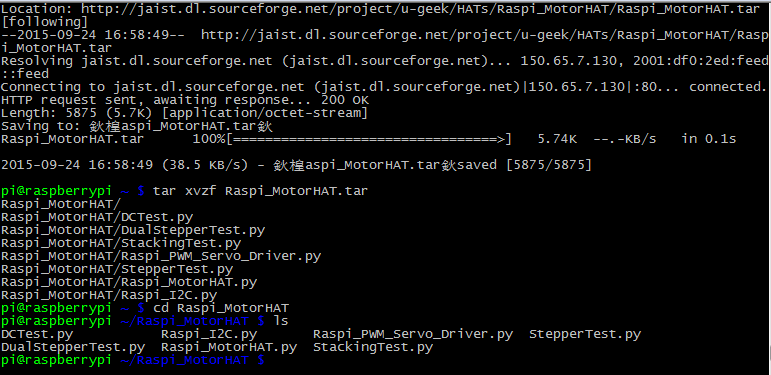 Location: http://jaist.dl.sourceforge.net/project/u-geek/HATs/Raspi_MotorHAT/Raspi_MotorHAT.tar
[following]
--2015-09-24 16:58:49--  http://jaist.dl.sourceforge.net/project/u-geek/HATs/Raspi_MotorHAT/Rasp
i_MotorHAT.tar
Resolving jaist.dl.sourceforge.net (jaist.dl.sourceforge.net)... 150.65.7.130, 2001:df0:2ed:feed
::feed
Connecting to jaist.dl.sourceforge.net (jaist.dl.sourceforge.net)|150.65.7.130|:80... connected.
HTTP request sent, awaiting response... 200 OK
Length: 5875 (5.7K) [application/octet-stream]
Saving to: 鈥楻aspi_MotorHAT.tar鈥
Raspi_MotorHAT.tar      100%[=================================>]   5.74K  --.-KB/s   in 0.1s
2015-09-24 16:58:49 (38.5 KB/s) - 鈥楻aspi_MotorHAT.tar鈥saved [5875/5875]
pi@raspberrypi ~ $ tar xvzf Raspi_MotorHAT.tar
Raspi_MotorHAT/
Raspi_MotorHAT/DCTest.py
Raspi_MotorHAT/DualStepperTest.py
Raspi_MotorHAT/StackingTest.py
Raspi_MotorHAT/Raspi_PWM_Servo_Driver.py
Raspi_MotorHAT/StepperTest.py
Raspi_MotorHAT/Raspi_MotorHAT.py
Raspi_MotorHAT/Raspi_I2C.py
pi@raspberrypi ~ $ cd Raspi_MotorHAT
pi@raspberrypi ~/Raspi_MotorHAT $ ls
DCTest.py           Raspi_I2C.py       Raspi_PWM_Servo_Driver.py  StepperTest.py
DualStepperTest.py  Raspi_MotorHAT.py  StackingTest.py
pi@raspberrypi ~/Raspi_MotorHAT $